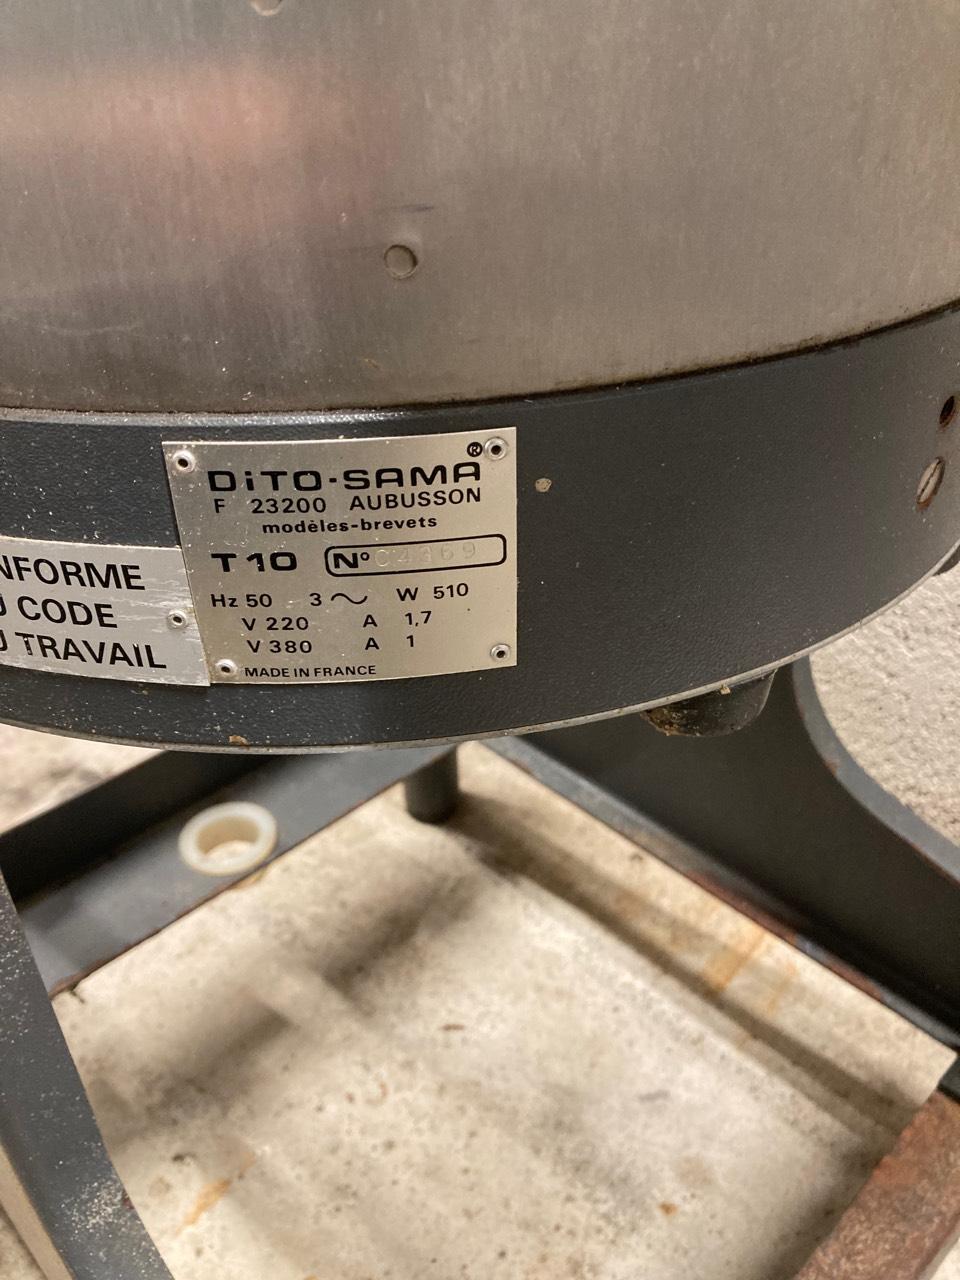 DiTO-SAMA ®
F 23200 AUBUSSON
modèles-brevets
T10 N° C4369
Hz 50 3 ~ W 510
V 220 A 1,7
V 380 A 1
MADE IN FRANCE
NFORME
U CODE
U TRAVAIL